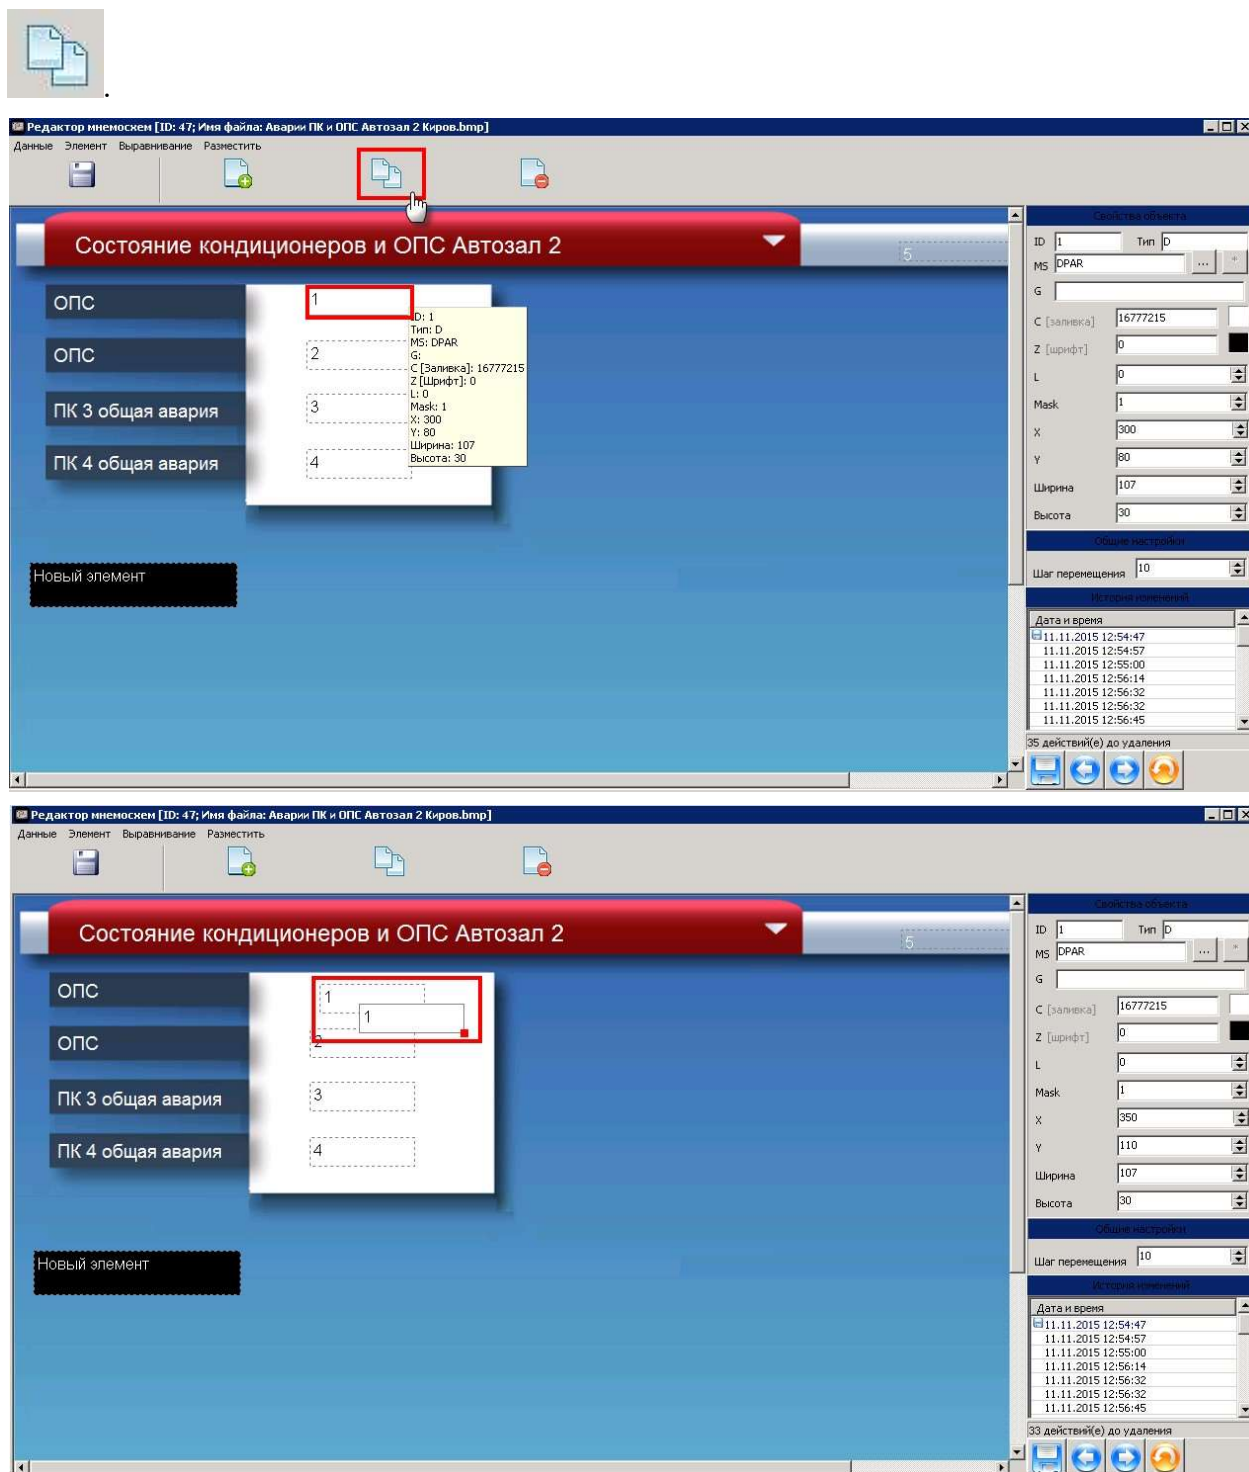 .
Редактор мнемосхем [ID: 47; Имя файла: Аварии ПК и ОПС Автозал 2 Киров.bmp]
Данные Элемент Выравнивание Разместить
Состояние кондиционеров и ОПС Автозал 2
5
ОПС
1
ОПС
2
ПК 3 общая авария
3
ПК 4 общая авария
4
ID: 1
Тип: D
MS: DPAR
G:
C [Заливка]: 16777215
Z [Шрифт]: 0
L: 0
Mask: 1
X: 300
Y: 80
Ширина: 107
Высота: 30
Новый элемент
Свойства объекта
ID 1 Тип D
MS DPAR ... *
G
C [заливка] 16777215
Z [шрифт] 0
L 0
Mask 1
X 300
Y 80
Ширина 107
Высота 30
Общие настройки
Шаг перемещения 10
История изменений
Дата и время
11.11.2015 12:54:47
11.11.2015 12:54:57
11.11.2015 12:55:00
11.11.2015 12:56:14
11.11.2015 12:56:32
11.11.2015 12:56:32
11.11.2015 12:56:45
35 действий(е) до удаления
Редактор мнемосхем [ID: 47; Имя файла: Аварии ПК и ОПС Автозал 2 Киров.bmp]
Данные Элемент Выравнивание Разместить
Состояние кондиционеров и ОПС Автозал 2
5
ОПС
1
1
ОПС
2
ПК 3 общая авария
3
ПК 4 общая авария
4
Новый элемент
Свойства объекта
ID 1 Тип D
MS DPAR ... *
G
C [заливка] 16777215
Z [шрифт] 0
L 0
Mask 1
X 350
Y 110
Ширина 107
Высота 30
Общие настройки
Шаг перемещения 10
История изменений
Дата и время
11.11.2015 12:54:47
11.11.2015 12:54:57
11.11.2015 12:55:00
11.11.2015 12:56:14
11.11.2015 12:56:32
11.11.2015 12:56:32
11.11.2015 12:56:45
33 действий(е) до удаления